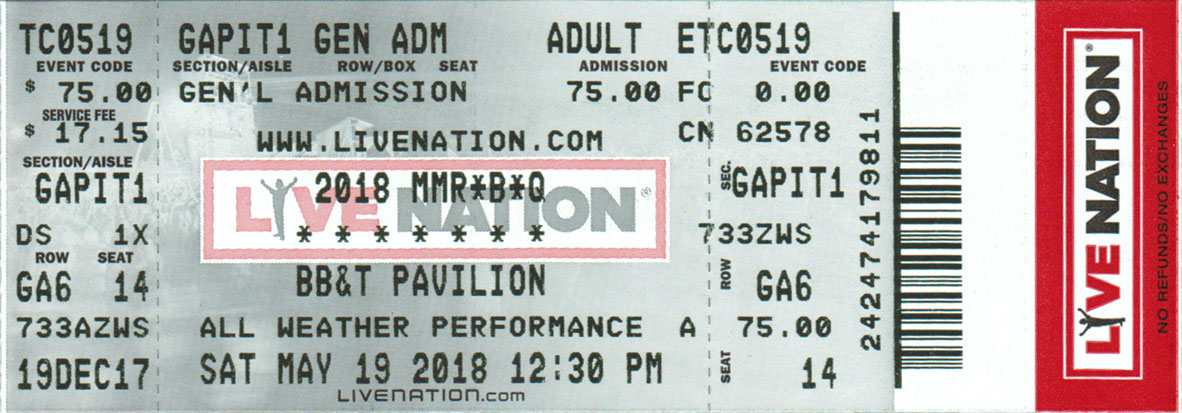 TC0519 GAPIT1 GEN ADM ADULT ETC0519
EVENT CODE SECTION/AISLE ROW/BOX SEAT ADMISSION EVENT CODE
$ 75.00 GEN'L ADMISSION 75.00 FC 0.00
SERVICE FEE
$ 17.15 WWW.LIVENATION.COM CN 62578
SECTION/AISLE
GAPIT1 2018 MMR*B*Q SEC. GAPIT1
LIVE NATION®
DS 1X * * * * * * * 733ZWS
ROW SEAT
GA6 14 BB&T PAVILION ROW GA6
733AZWS ALL WEATHER PERFORMANCE A 75.00
19DEC17 SAT MAY 19 2018 12:30 PM SEAT 14
LIVENATION.com
242474179811
LIVE NATION®
NO REFUNDS/NO EXCHANGES